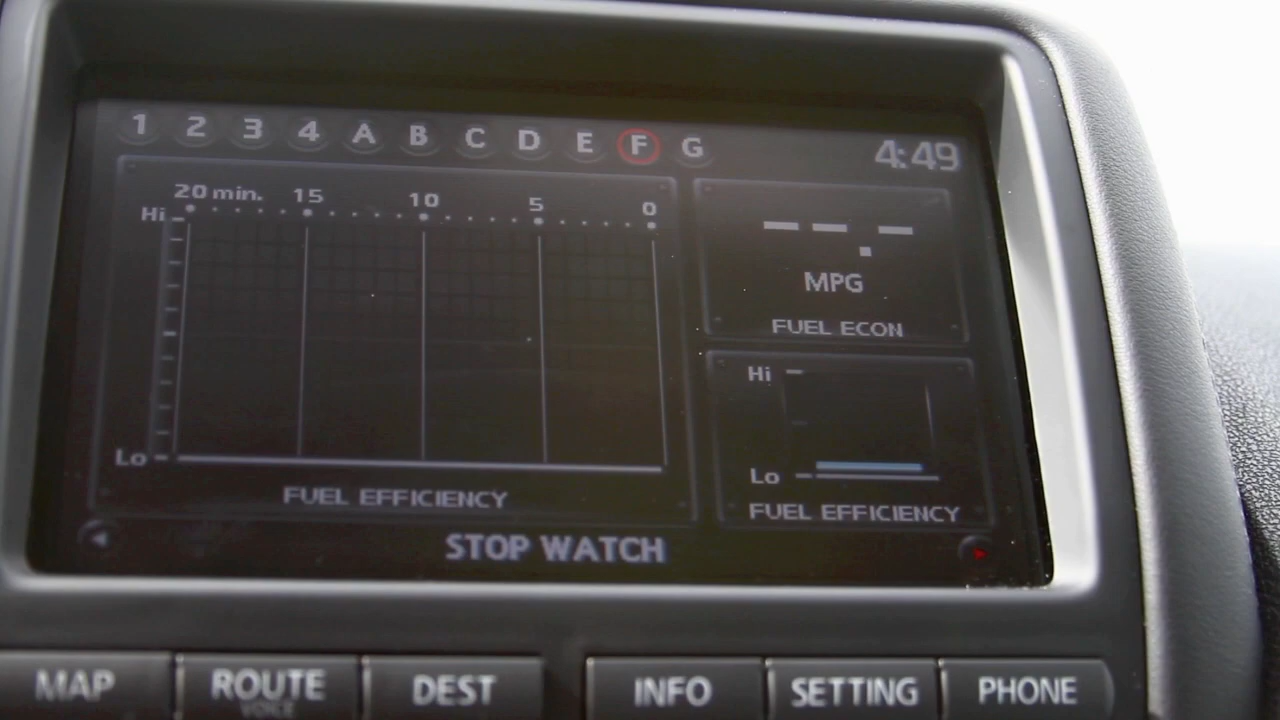 1 2 3 4 A B C D E F G
4:49
20 min. 15 10 5 0
Hi
Lo
FUEL EFFICIENCY
-- -.-
MPG
FUEL ECON
Hi
Lo
FUEL EFFICIENCY
STOP WATCH
MAP
ROUTE
VOICE
DEST
INFO
SETTING
PHONE